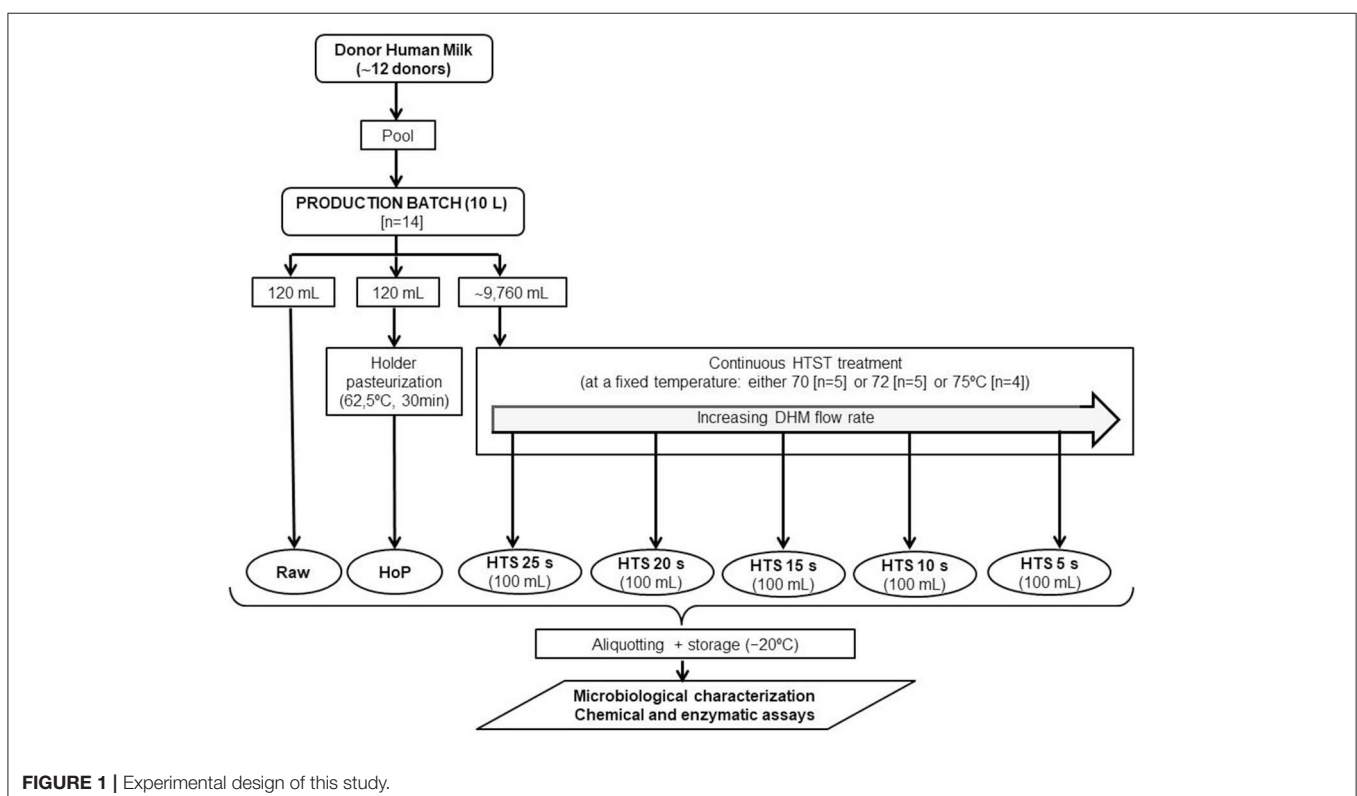 Donor Human Milk
(~12 donors)
Pool
PRODUCTION BATCH (10 L)
[n=14]
120 mL
120 mL
~9,760 mL
Holder
pasteurization
(62,5ºC, 30min)
Continuous HTST treatment
(at a fixed temperature: either 70 [n=5] or 72 [n=5] or 75ºC [n=4])
Increasing DHM flow rate
Raw
HoP
HTS 25 s
(100 mL)
HTS 20 s
(100 mL)
HTS 15 s
(100 mL)
HTS 10 s
(100 mL)
HTS 5 s
(100 mL)
Aliquotting + storage (−20ºC)
Microbiological characterization
Chemical and enzymatic assays
FIGURE 1 | Experimental design of this study.